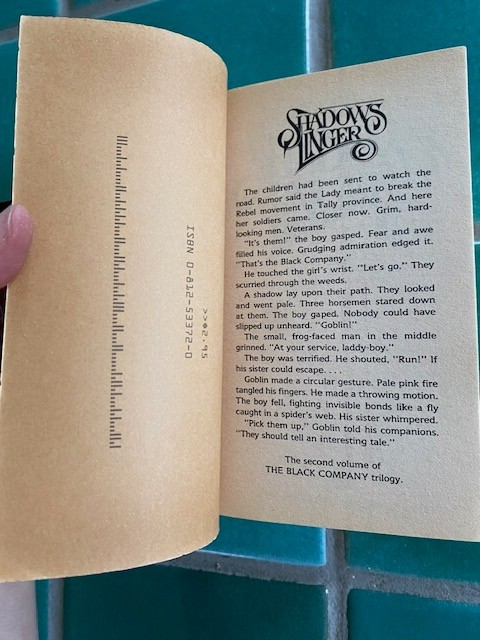 ISBN 0-812-53372-0
>>$2.95
SHADOWS
LINGER
The children had been sent to watch the
road. Rumor said the Lady meant to break the
Rebel movement in Tally province. And here
her soldiers came. Closer now. Grim, hard-
looking men. Veterans.
"It's them!" the boy gasped. Fear and awe
filled his voice. Grudging admiration edged it.
"That's the Black Company."
He touched the girl's wrist. "Let's go." They
scurried through the weeds.
A shadow lay upon their path. They looked
and went pale. Three horsemen stared down
at them. The boy gaped. Nobody could have
slipped up unheard. "Goblin!"
The small, frog-faced man in the middle
grinned. "At your service, laddy-boy."
The boy was terrified. He shouted, "Run!" If
his sister could escape. . . .
Goblin made a circular gesture. Pale pink fire
tangled his fingers. He made a throwing motion.
The boy fell, fighting invisible bonds like a fly
caught in a spider's web. His sister whimpered.
"Pick them up," Goblin told his companions.
"They should tell an interesting tale."
The second volume of
THE BLACK COMPANY trilogy.